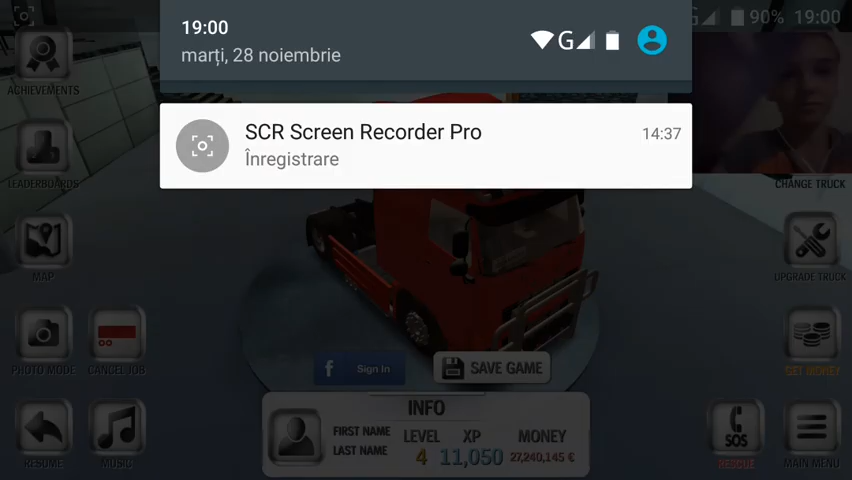 19:00
marți, 28 noiembrie
G
G 90% 19:00
SCR Screen Recorder Pro
14:37
Înregistrare
ACHIEVEMENTS
LEADERBOARDS
CHANGE TRUCK
MAP
UPGRADE TRUCK
PHOTO MODE
CANCEL JOB
f Sign In
SAVE GAME
GET MONEY
INFO
FIRST NAME
LAST NAME
LEVEL
4
XP
11,050
MONEY
27,240,145 €
RESUME
MUSIC
SOS
RESCUE
MAIN MENU